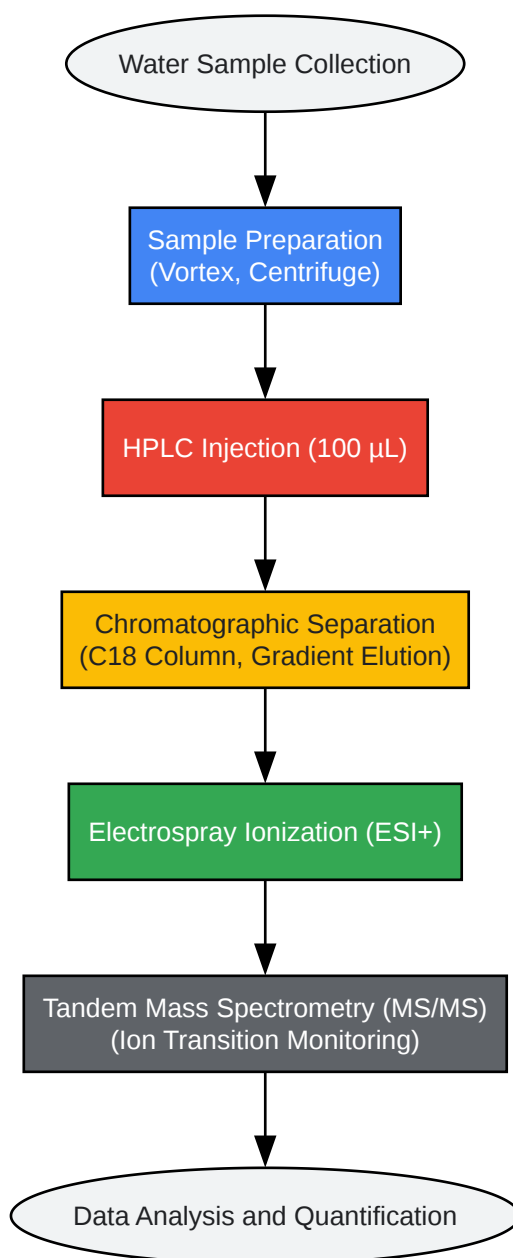 Water Sample Collection
Sample Preparation
(Vortex, Centrifuge)
HPLC Injection (100 µL)
Chromatographic Separation
(C18 Column, Gradient Elution)
Electrospray Ionization (ESI+)
Tandem Mass Spectrometry (MS/MS)
(Ion Transition Monitoring)
Data Analysis and Quantification